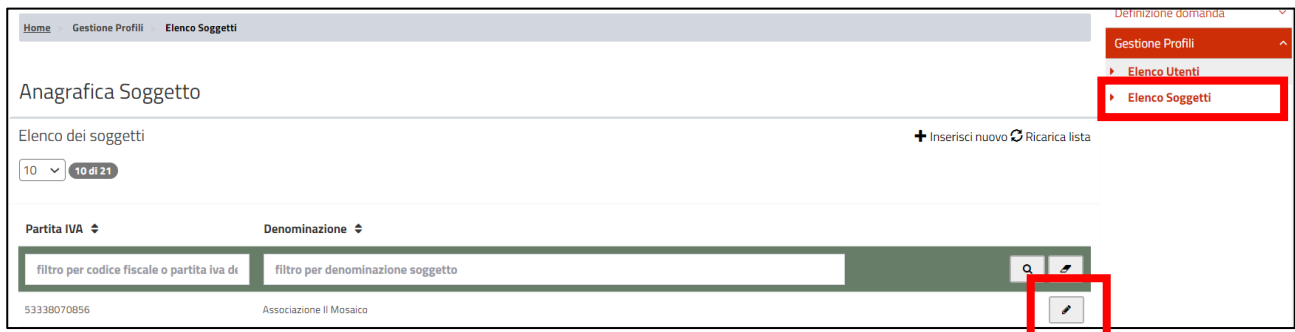 Home Gestione Profili Elenco Soggetti
Definizione domanda
Gestione Profili
Elenco Utenti
Elenco Soggetti
Anagrafica Soggetto
Elenco dei soggetti
Inserisci nuovo Ricarica lista
10 10 di 21
Partita IVA Denominazione
filtro per codice fiscale o partita iva de filtro per denominazione soggetto
53338070856 Associazione Il Mosaico